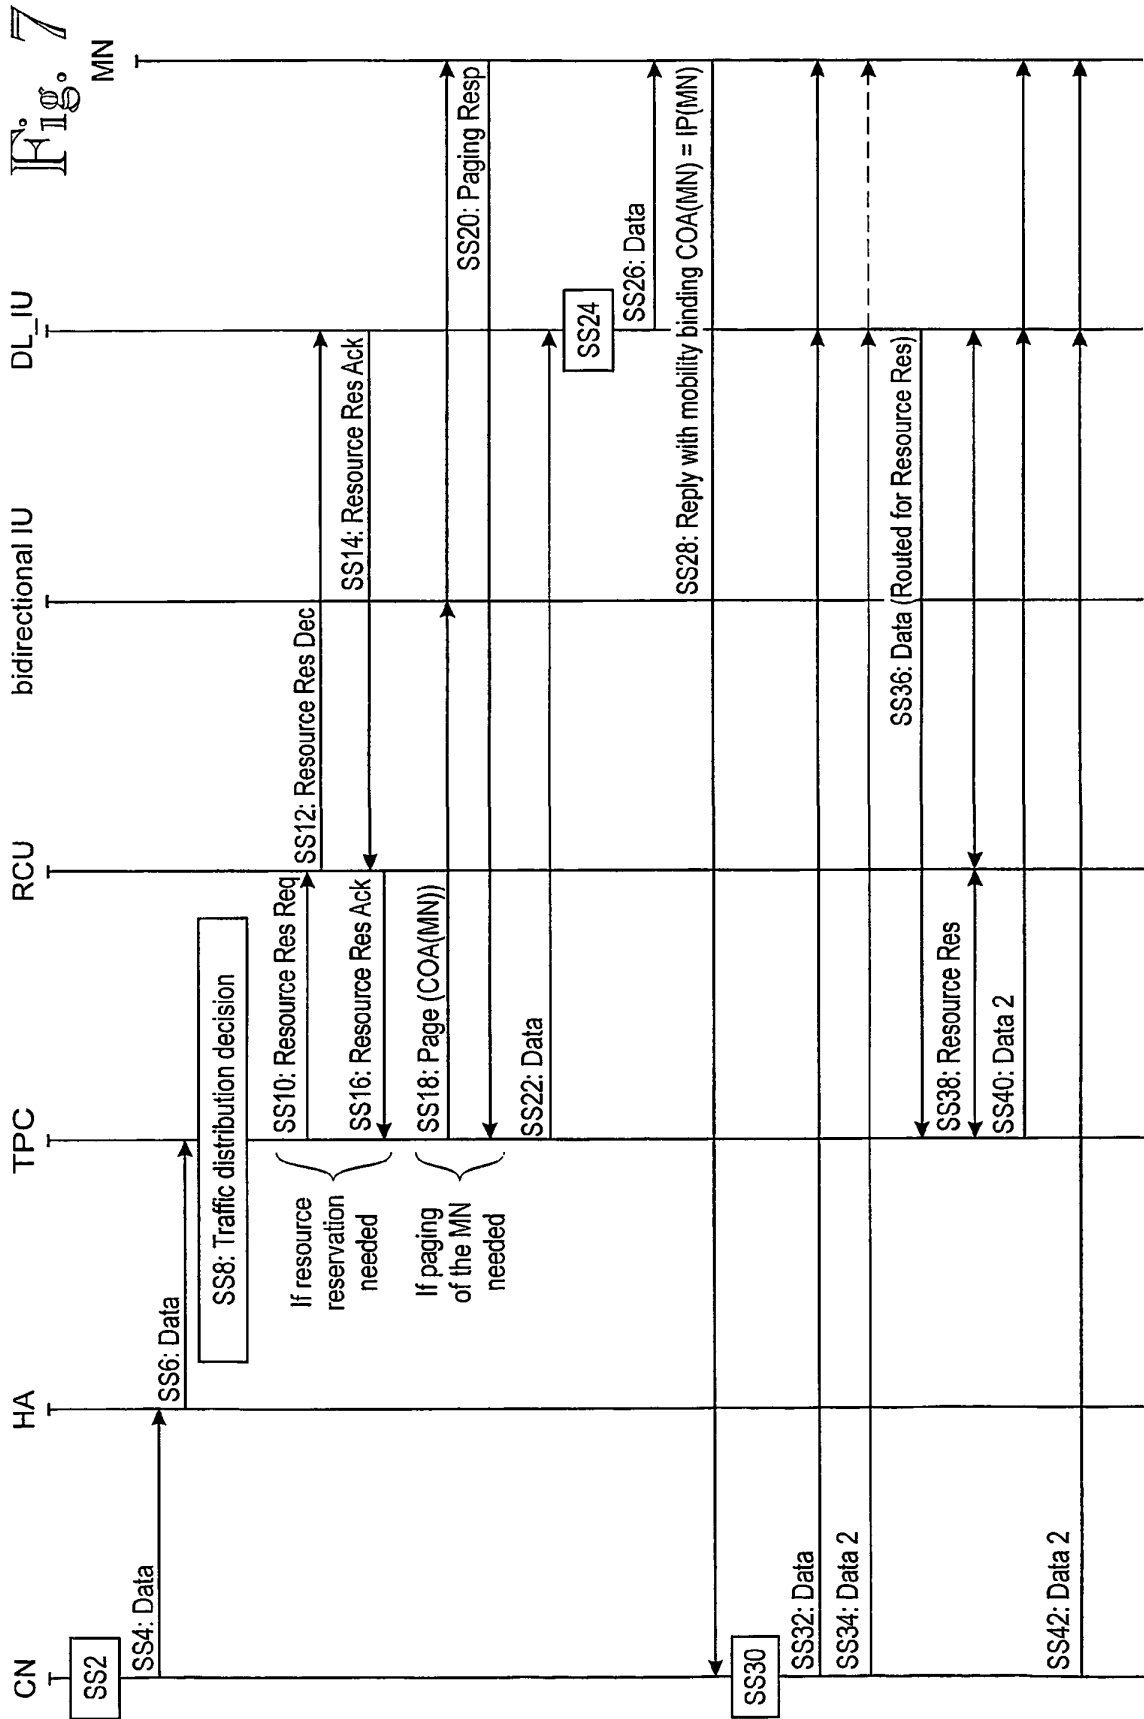 Fig. 7
CN
HA
TPC
RCU
bidirectional IU
DL_IU
MN
SS2
SS4: Data
SS6: Data
SS8: Traffic distribution decision
If resource
reservation
needed
SS10: Resource Res Req
SS12: Resource Res Dec
SS14: Resource Res Ack
SS16: Resource Res Ack
If paging
of the MN
needed
SS18: Page (COA(MN))
SS20: Paging Resp
SS22: Data
SS24
SS26: Data
SS28: Reply with mobility binding COA(MN) = IP(MN)
SS30
SS32: Data
SS34: Data 2
SS36: Data (Routed for Resource Res)
SS38: Resource Res
SS40: Data 2
SS42: Data 2